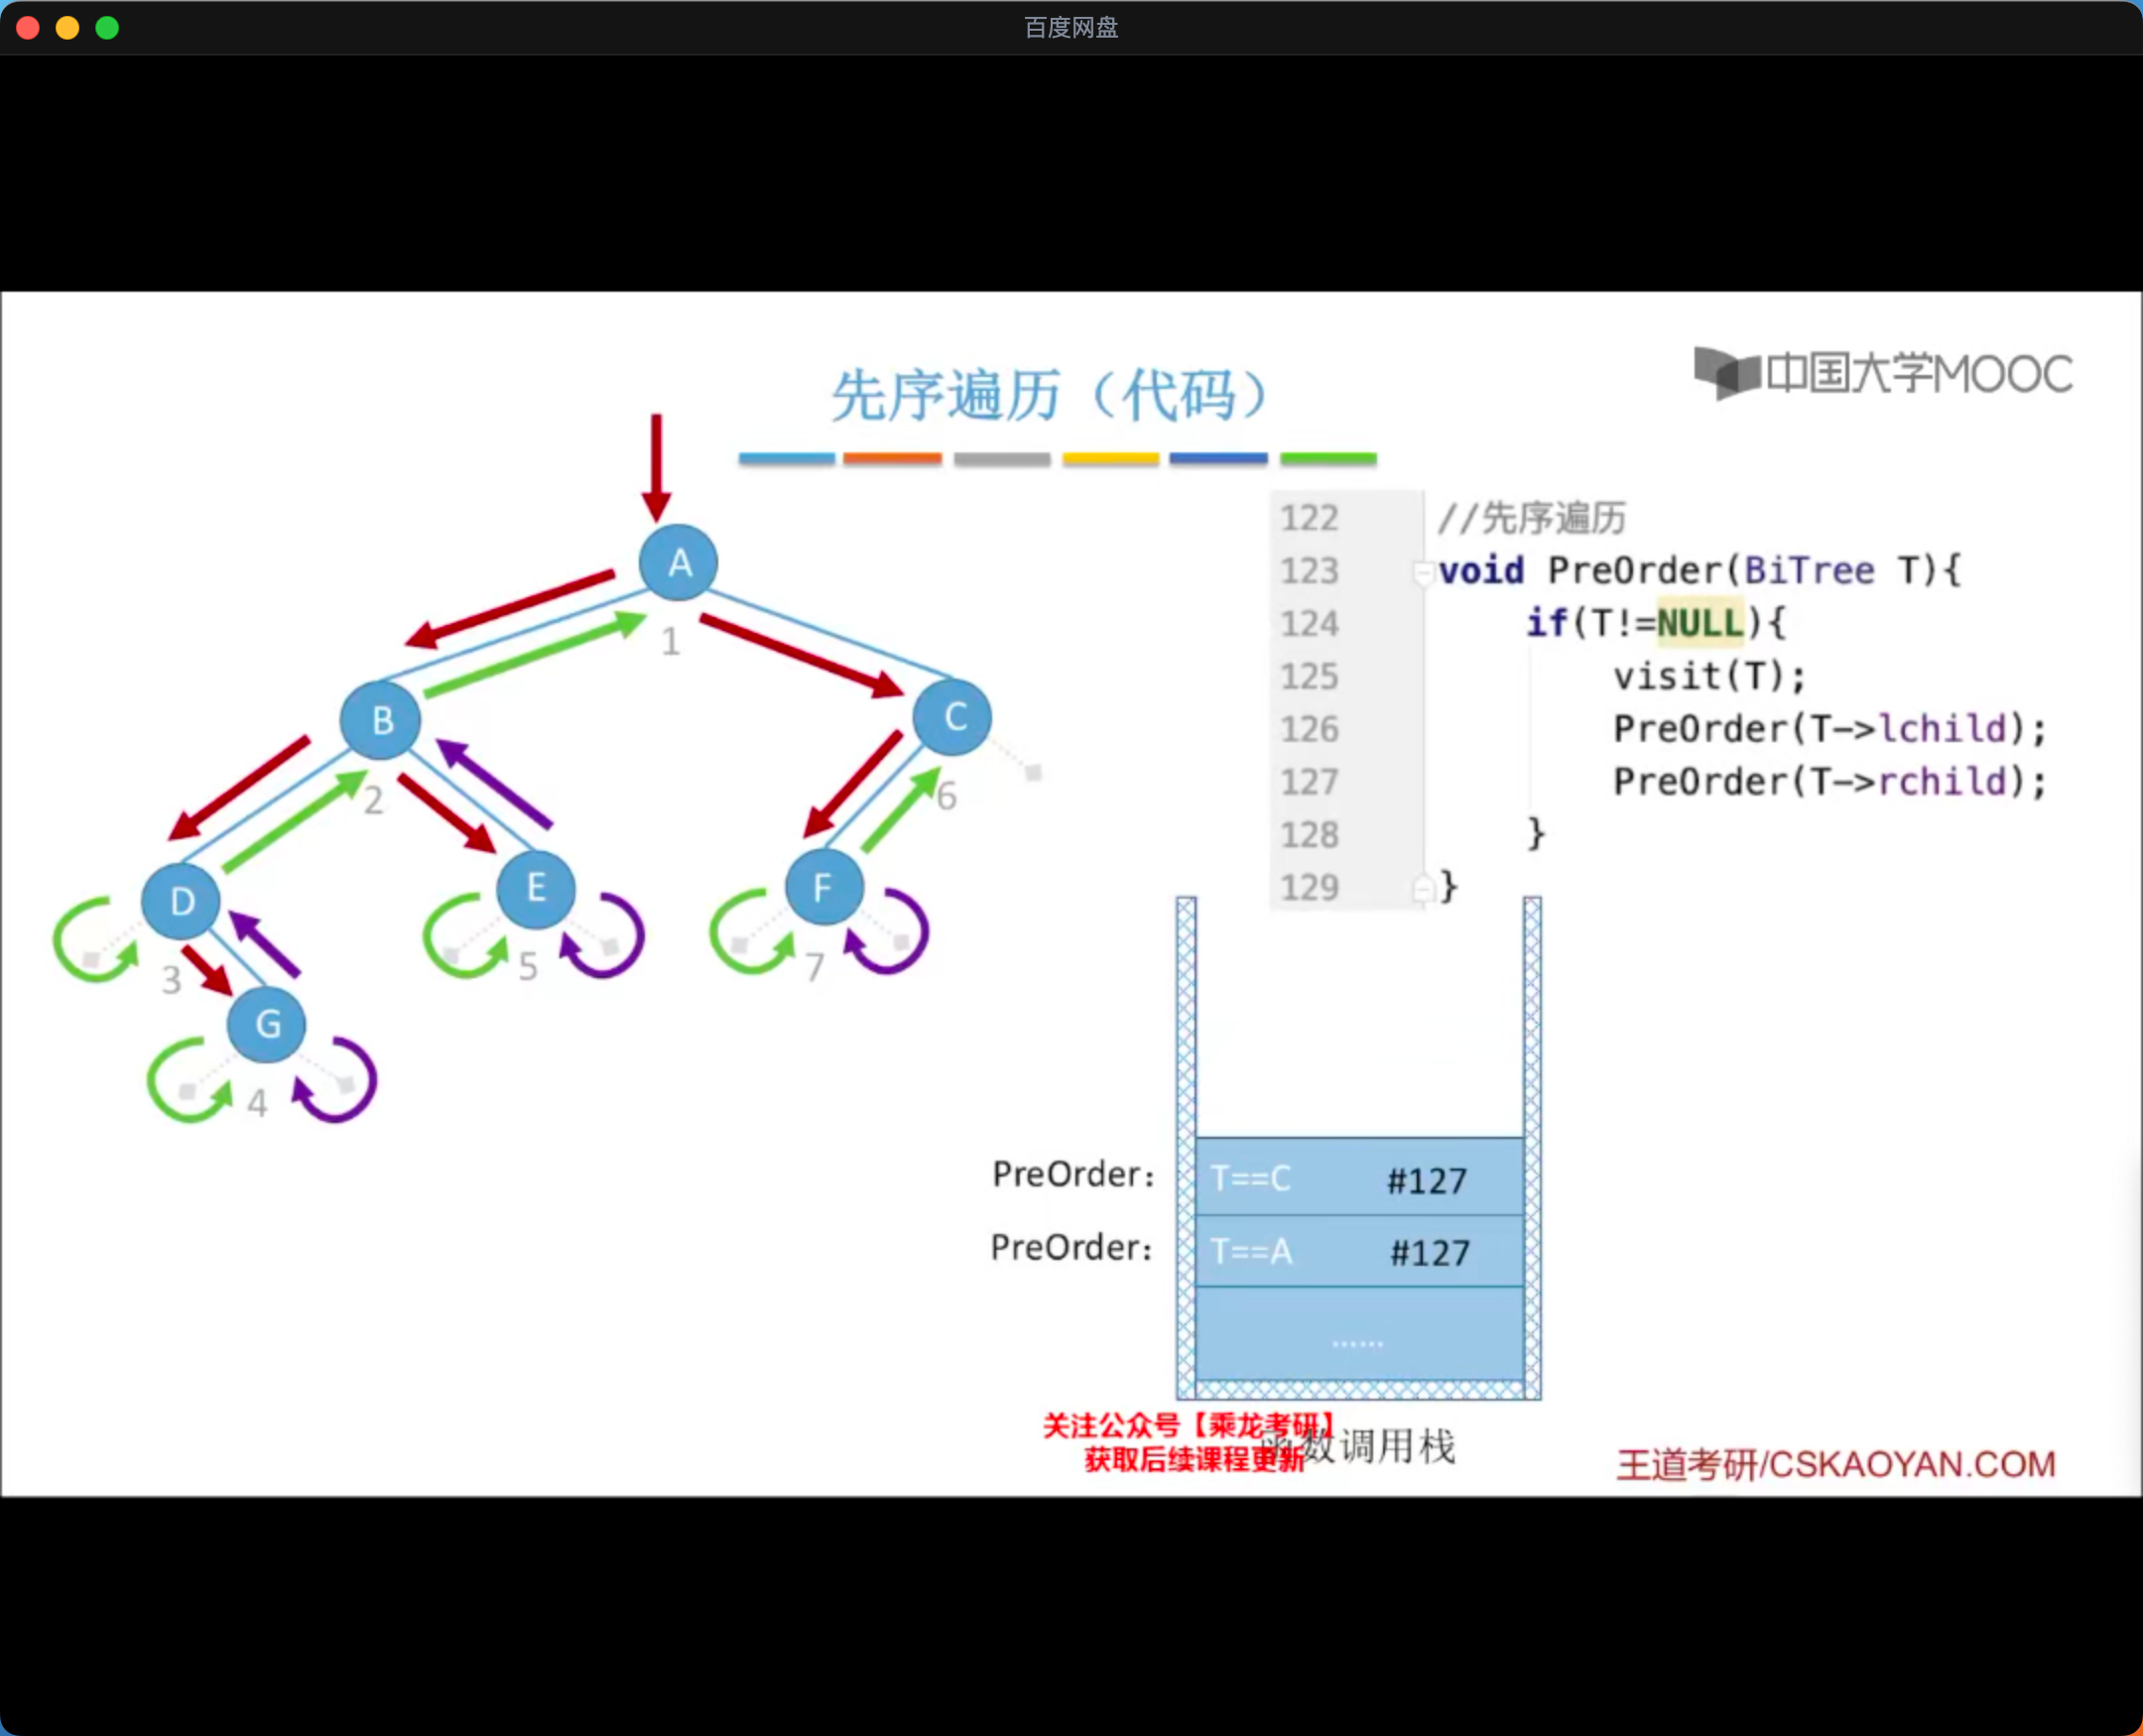 百度网盘
先序遍历（代码）
中国大学MOOC
A
1
B
2
C
6
D
3
E
5
F
7
G
4
122 //先序遍历
123 void PreOrder(BiTree T){
124 if(T!=NULL){
125 visit(T);
126 PreOrder(T->lchild);
127 PreOrder(T->rchild);
128 }
129 }
PreOrder: T==C #127
PreOrder: T==A #127
......
关注公众号【乘龙考研】
获取后续课程更新
函数调用栈
王道考研/CSKAOYAN.COM